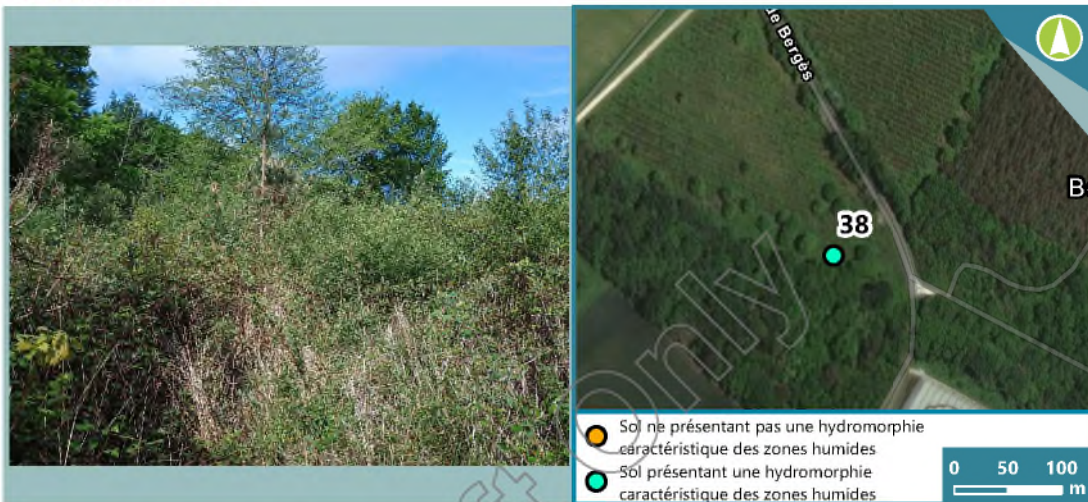 de Bergès
B
38
Only
Sol ne présentant pas une hydromorphie
caractéristique des zones humides
Sol présentant une hydromorphie
caractéristique des zones humides
0 50 100
m